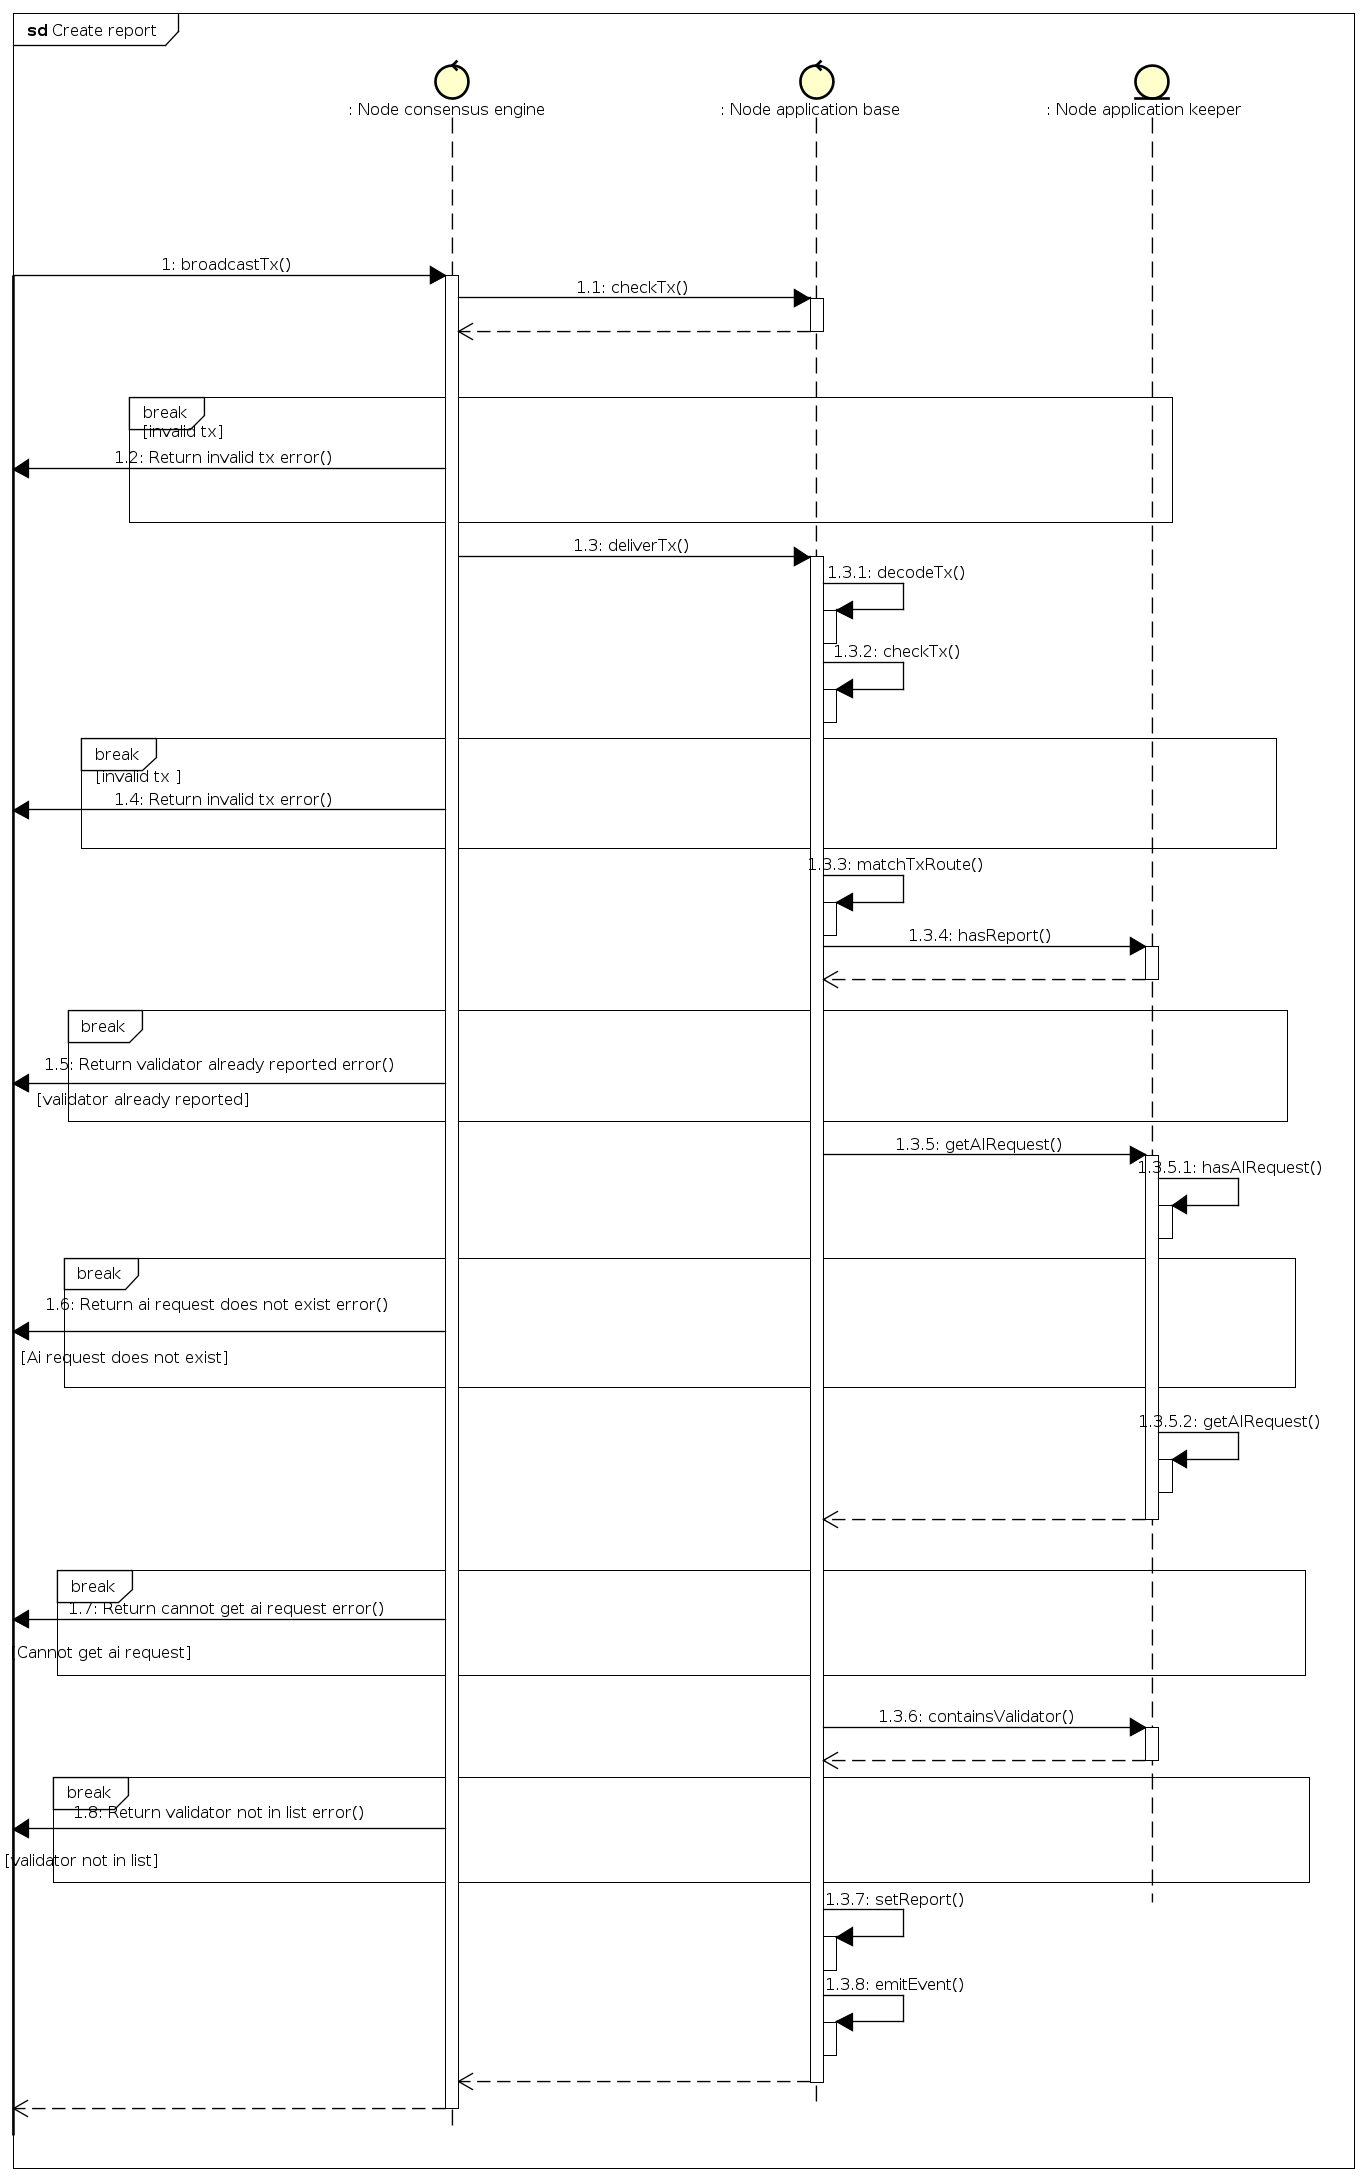 sd Create report
: Node consensus engine
: Node application base
: Node application keeper
1: broadcastTx()
1.1: checkTx()
break
[invalid tx]
1.2: Return invalid tx error()
1.3: deliverTx()
1.3.1: decodeTx()
1.3.2: checkTx()
break
[invalid tx ]
1.4: Return invalid tx error()
1.3.3: matchTxRoute()
1.3.4: hasReport()
break
1.5: Return validator already reported error()
[validator already reported]
1.3.5: getAIRequest()
1.3.5.1: hasAIRequest()
break
1.6: Return ai request does not exist error()
[Ai request does not exist]
1.3.5.2: getAIRequest()
break
1.7: Return cannot get ai request error()
[Cannot get ai request]
1.3.6: containsValidator()
break
1.8: Return validator not in list error()
[validator not in list]
1.3.7: setReport()
1.3.8: emitEvent()